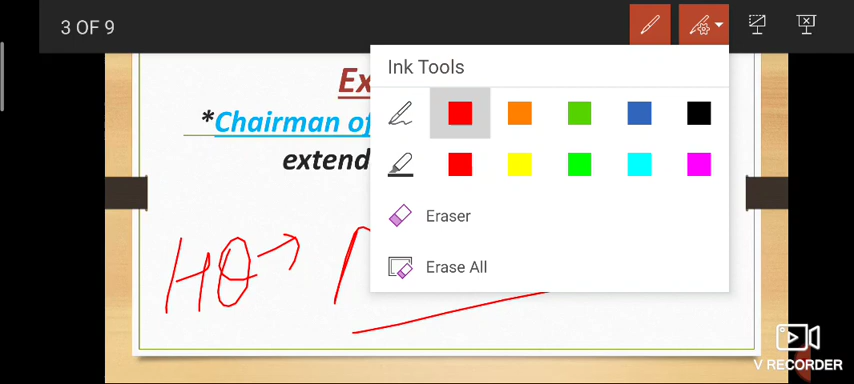 3 OF 9
Ink Tools
Ex
*Chairman of
extend
Eraser
HO→
Erase All
V RECORDER